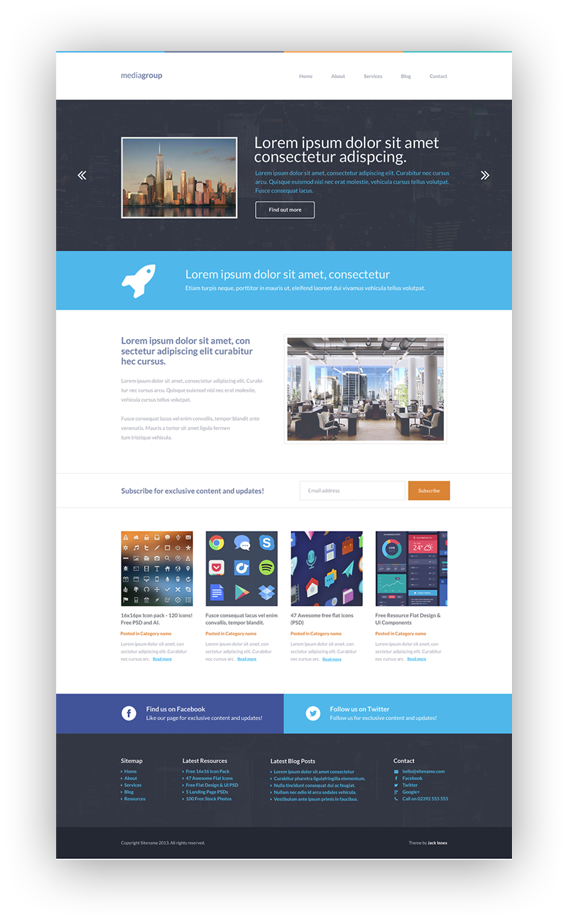 mediagroup
Home About Services Blog Contact
Lorem ipsum dolor sit amet
consectetur adipscing.
Lorem ipsum dolor sit amet, consectetur adipiscing elit. Curabitur nec cursus
arcu. Quisque euismod nisi nec erat molestie, cursus tellus volutpat.
Fusce consequat lacus.
Find out more
Lorem ipsum dolor sit amet, consectetur
Etiam turpis neque, porttitor in mauris ut, eleifend laoreet dui vivamus vehicula tellus volutpat.
Lorem ipsum dolor sit amet, con
sectetur adipiscing elit curabitur
hec cursus.
Lorem ipsum dolor sit amet, consectetur adipiscing elit. Curabi
tur nec cursus arcu. Quisque euismod nisl nec erat molestie
vehicula cursus tellus volutpat.
Fusce consequat lacus vel enim convallis, tempor blandit ante
venenatis. Mauris a tortor sit amet ligula fermen
tum tristique vehicula.
Subscribe for exclusive content and updates!
Email address
Subscribe
16x16px Icon pack - 120 icons!
Free PSD and AI.
Posted in Category name
Lorem ipsum dolor sit amet, con
sectetur adipiscing elit. Curabitur
nec cursus arc. Read more
Fusce consequat lacus vel enim
convallis, tempor blandit.
Posted in Category name
Lorem ipsum dolor sit amet, con
sectetur adipiscing elit. Curabitur
nec cursus arc. Read more
47 Awesome free flat icons
(PSD)
Posted in Category name
Lorem ipsum dolor sit amet, con
sectetur adipiscing elit. Curabitur
nec cursus arc. Read more
24°
Free Resource Flat Design &
UI Components
Posted in Category name
Lorem ipsum dolor sit amet, con
sectetur adipiscing elit. Curabitur
nec cursus arc. Read more
Find us on Facebook
Like our page for exclusive content and updates!
Follow us on Twitter
Follow us for exclusive content and updates!
Sitemap
Home
About
Services
Blog
Resources
Latest Resources
Free 16x16 Icon Pack
47 Awesome Flat Icons
Free Flat Design & UI PSD
5 Landing Page PSDs
100 Free Stock Photos
Latest Blog Posts
Lorem ipsum dolor sit amet consectetur
Curabitur pharetra ligulafringilla elementum.
Nulla tincidunt consequat dui at feugiat.
Nullam nec odio id arcu sodales vehicula.
Vestibulum ante ipsum primis in faucibus.
Contact
hello@sitename.com
Facebook
Twitter
Google+
Call on 02392 555 555
Copyright Sitename 2013. All rights reserved.
Theme by Jack Innes